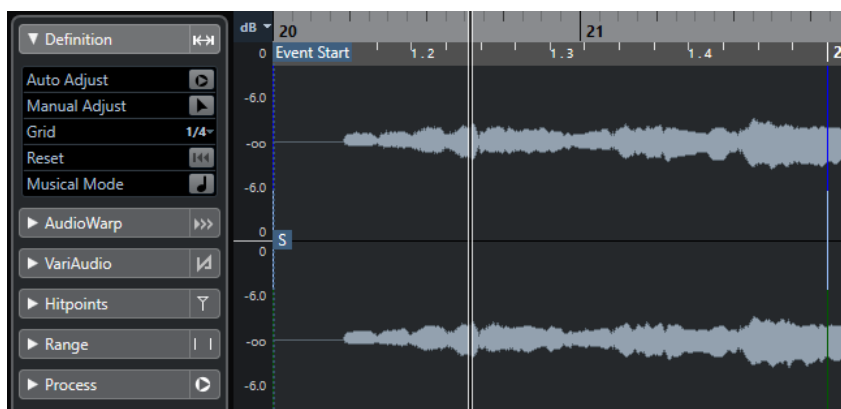 Definition
Auto Adjust
Manual Adjust
Grid 1/4
Reset
Musical Mode
AudioWarp
VariAudio
Hitpoints
Range
Process
dB 20 21
0 Event Start 1.2 1.3 1.4 2
-6.0
-oo
-6.0
0
S
0
-6.0
-oo
-6.0